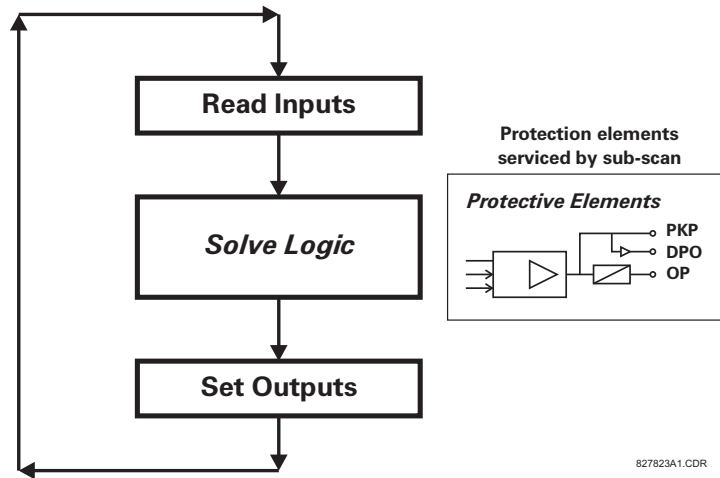 Read Inputs
Protection elements
serviced by sub-scan
Protective Elements
PKP
DPO
OP
Solve Logic
Set Outputs
827823A1.CDR